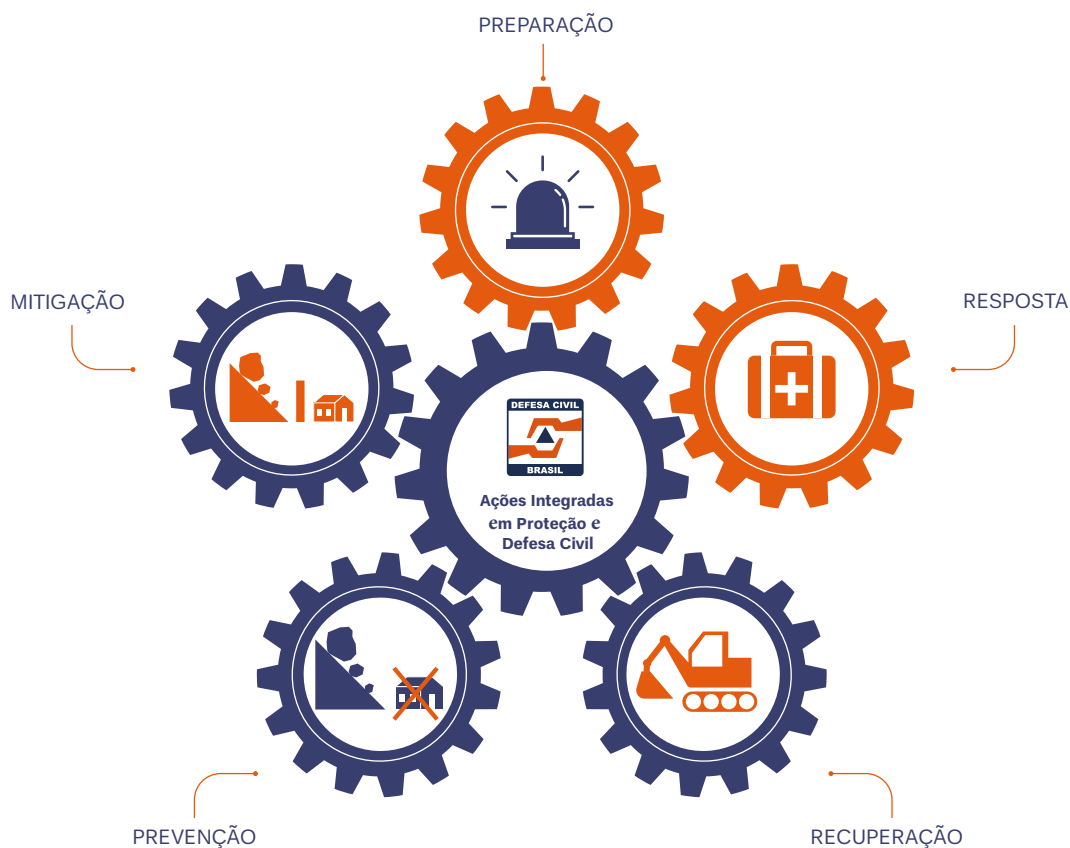 PREPARAÇÃO
MITIGAÇÃO
RESPOSTA
DEFESA CIVIL
BRASIL
Ações Integradas
em Proteção e
Defesa Civil
PREVENÇÃO
RECUPERAÇÃO